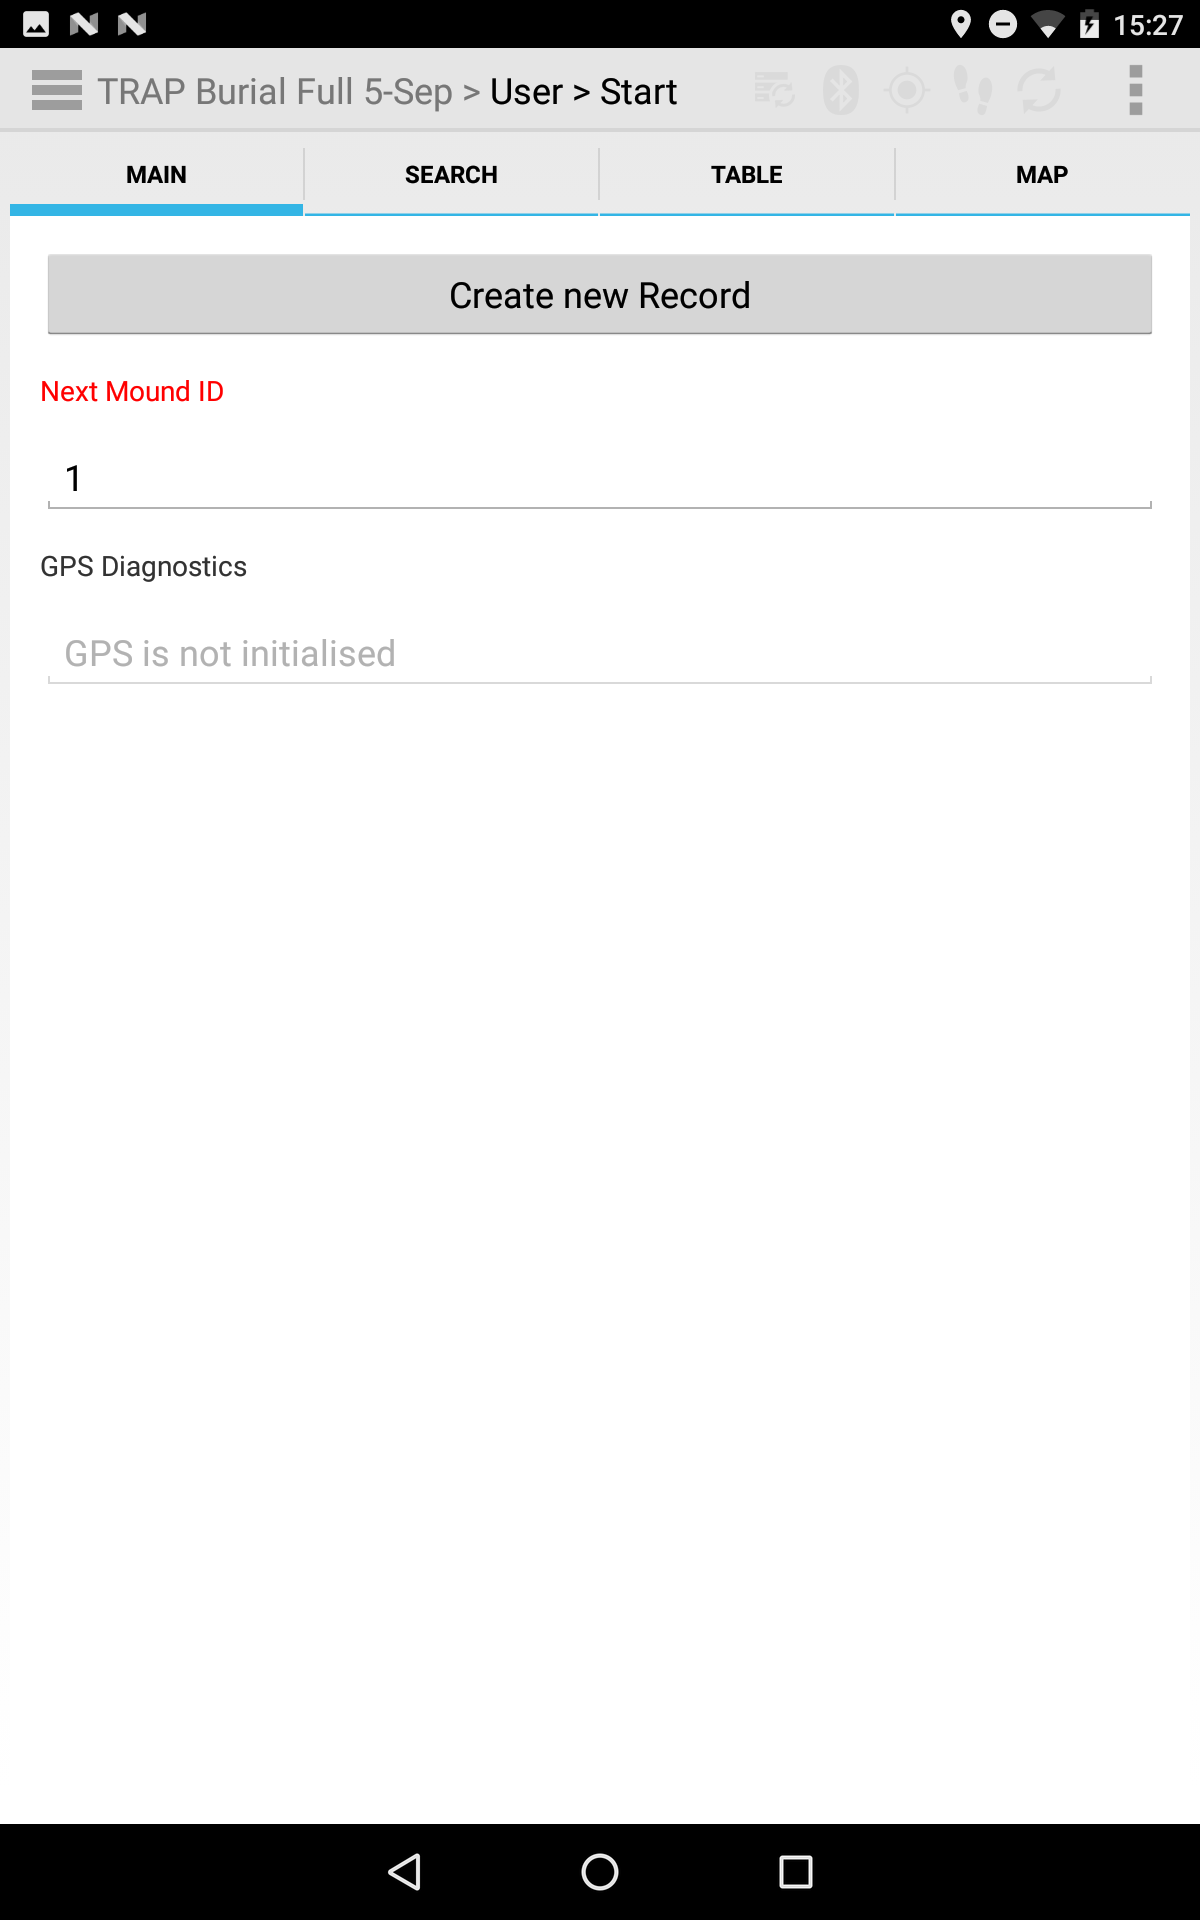 15:27
TRAP Burial Full 5-Sep > User > Start
MAIN SEARCH TABLE MAP
Create new Record
Next Mound ID
1
GPS Diagnostics
GPS is not initialised